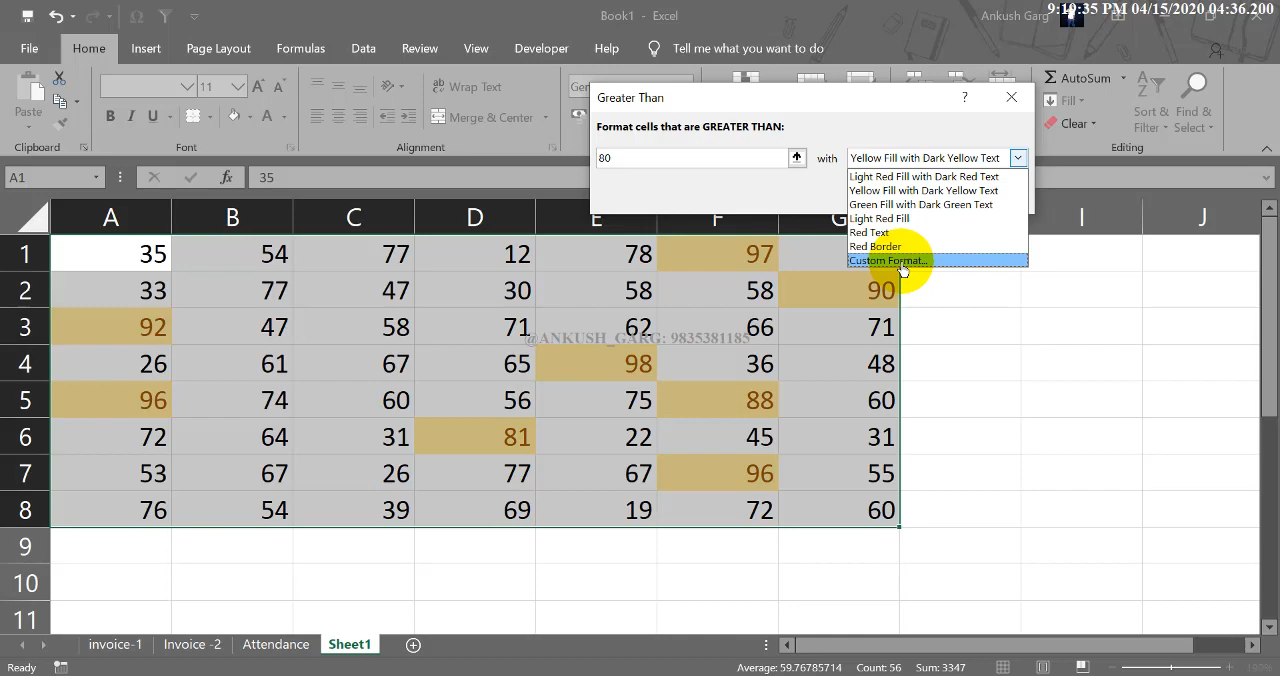 Book1 - Excel
Ankush Garg
9:19:35 PM 04/15/2020 04:36.200
File Home Insert Page Layout Formulas Data Review View Developer Help Tell me what you want to do
Paste
11
Wrap Text
Merge & Center
AutoSum
Fill
Clear
Sort & Filter
Find & Select
Clipboard Font Alignment Editing
Greater Than ?
Format cells that are GREATER THAN:
80 with Yellow Fill with Dark Yellow Text
Light Red Fill with Dark Red Text
Yellow Fill with Dark Yellow Text
Green Fill with Dark Green Text
Light Red Fill
Red Text
Red Border
Custom Format...
A1 fx 35
A B C D E F G I J
1 35 54 77 12 78 97
2 33 77 47 30 58 58 90
3 92 47 58 71 62 66 71
@ANKUSH_GARG: 9835381185
4 26 61 67 65 98 36 48
5 96 74 60 56 75 88 60
6 72 64 31 81 22 45 31
7 53 67 26 77 67 96 55
8 76 54 39 69 19 72 60
9
10
11
invoice-1 Invoice -2 Attendance Sheet1
Ready Average: 59.76785714 Count: 56 Sum: 3347 100%